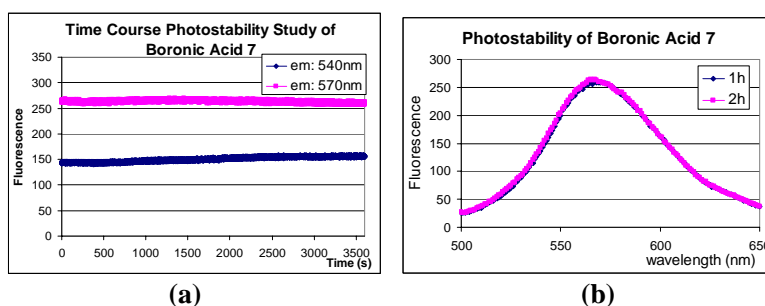 Time Course Photostability Study of
Boronic Acid 7
em: 540nm
em: 570nm
Fluorescence
350
300
250
200
150
100
50
0
0 500 1000 1500 2000 2500 3000 3500
Time (s)
(a)
Photostability of Boronic Acid 7
1h
2h
Fluorescence
300
250
200
150
100
50
0
500 550 600 650
wavelength (nm)
(b)